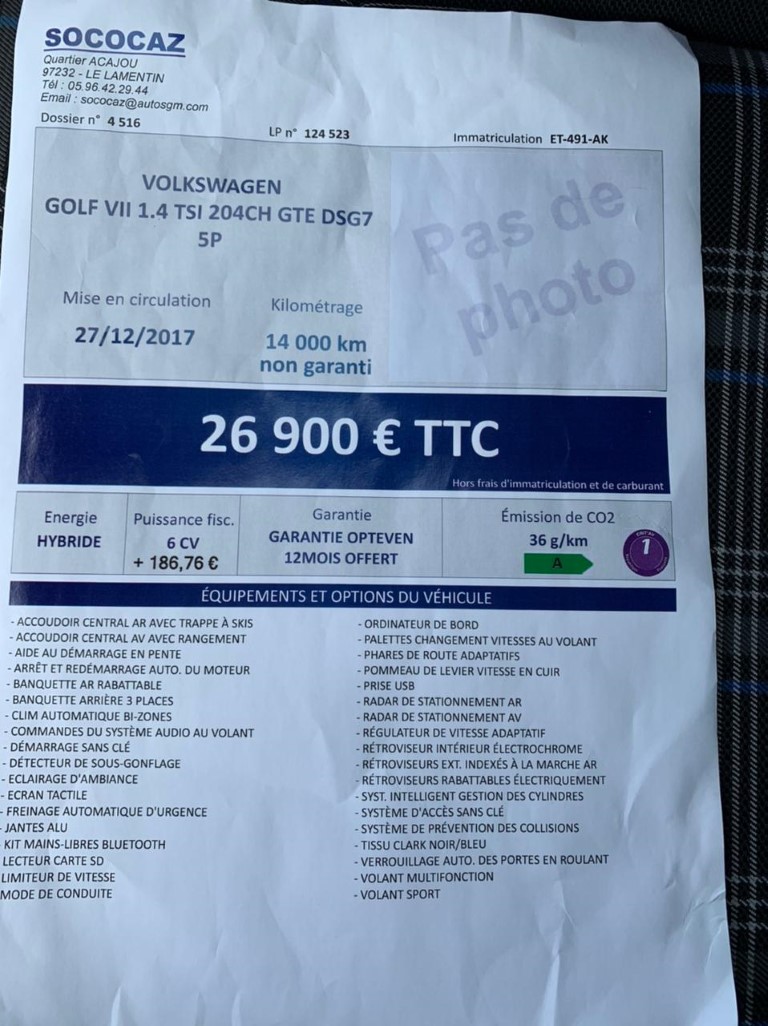 SOCOCAZ
Quartier ACAJOU
97232 - LE LAMENTIN
Tél : 05.96.42.29.44
Email : sococaz@autosgm.com
Dossier n° 4 516
LP n° 124 523
Immatriculation ET-491-AK
VOLKSWAGEN
GOLF VII 1.4 TSI 204CH GTE DSG7
5P
Pas de
photo
Mise en circulation
27/12/2017
Kilométrage
14 000 km
non garanti
26 900 € TTC
Hors frais d'immatriculation et de carburant
Energie
HYBRIDE
Puissance fisc.
6 CV
+ 186,76 €
Garantie
GARANTIE OPTEVEN
12MOIS OFFERT
Émission de CO2
36 g/km
A
1
ÉQUIPEMENTS ET OPTIONS DU VÉHICULE
- ACCOUDOIR CENTRAL AR AVEC TRAPPE À SKIS
- ACCOUDOIR CENTRAL AV AVEC RANGEMENT
- AIDE AU DÉMARRAGE EN PENTE
- ARRÊT ET REDÉMARRAGE AUTO. DU MOTEUR
- BANQUETTE AR RABATTABLE
- BANQUETTE ARRIÈRE 3 PLACES
- CLIM AUTOMATIQUE BI-ZONES
- COMMANDES DU SYSTÈME AUDIO AU VOLANT
- DÉMARRAGE SANS CLÉ
- DÉTECTEUR DE SOUS-GONFLAGE
- ECLAIRAGE D'AMBIANCE
- ECRAN TACTILE
- FREINAGE AUTOMATIQUE D'URGENCE
- JANTES ALU
KIT MAINS-LIBRES BLUETOOTH
LECTEUR CARTE SD
LIMITEUR DE VITESSE
MODE DE CONDUITE
- ORDINATEUR DE BORD
- PALETTES CHANGEMENT VITESSES AU VOLANT
- PHARES DE ROUTE ADAPTATIFS
- POMMEAU DE LEVIER VITESSE EN CUIR
- PRISE USB
- RADAR DE STATIONNEMENT AR
- RADAR DE STATIONNEMENT AV
- RÉGULATEUR DE VITESSE ADAPTATIF
- RÉTROVISEUR INTÉRIEUR ÉLECTROCHROME
- RÉTROVISEURS EXT. INDEXÉS À LA MARCHE AR
- RÉTROVISEURS RABATTABLES ÉLECTRIQUEMENT
- SYST. INTELLIGENT GESTION DES CYLINDRES
- SYSTÈME D'ACCÈS SANS CLÉ
- SYSTÈME DE PRÉVENTION DES COLLISIONS
- TISSU CLARK NOIR/BLEU
- VERROUILLAGE AUTO. DES PORTES EN ROULANT
- VOLANT MULTIFONCTION
- VOLANT SPORT